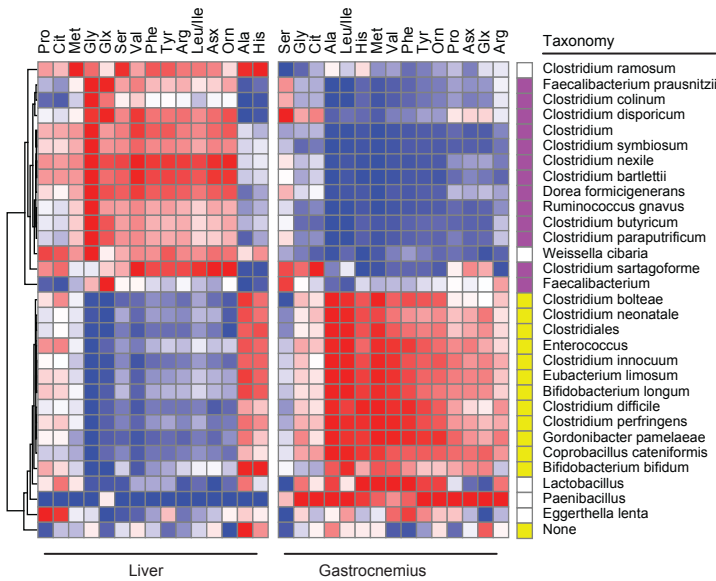 Pro Cit Met Gly Glx Ser Val Phe Tyr Arg Leu/Ile Asx Orn Ala His
Ser Gly Cit Ala Leu/Ile His Met Val Phe Tyr Orn Pro Asx Glx Arg
Taxonomy
Clostridium ramosum
Faecalibacterium prausnitzii
Clostridium colinum
Clostridium disporicum
Clostridium
Clostridium symbiosum
Clostridium nexile
Clostridium bartlettii
Dorea formicigenerans
Ruminococcus gnavus
Clostridium butyricum
Clostridium paraputrificum
Weissella cibaria
Clostridium sartagoforme
Faecalibacterium
Clostridium bolteae
Clostridium neonatale
Clostridiales
Enterococcus
Clostridium innocuum
Eubacterium limosum
Bifidobacterium longum
Clostridium difficile
Clostridium perfringens
Gordonibacter pamelaeae
Coprobacillus cateniformis
Bifidobacterium bifidum
Lactobacillus
Paenibacillus
Eggerthella lenta
None
Liver
Gastrocnemius